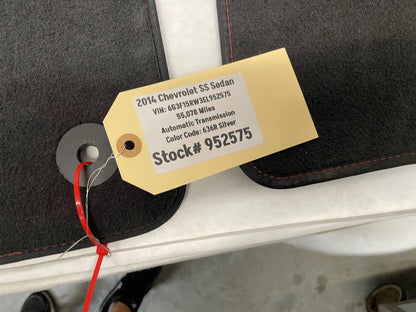 2014 Chevrolet SS Sedan
VIN: 6G3F15RW3EL952575
55,078 Miles
Automatic Transmission
Color Code: 636R Silver
Stock# 952575